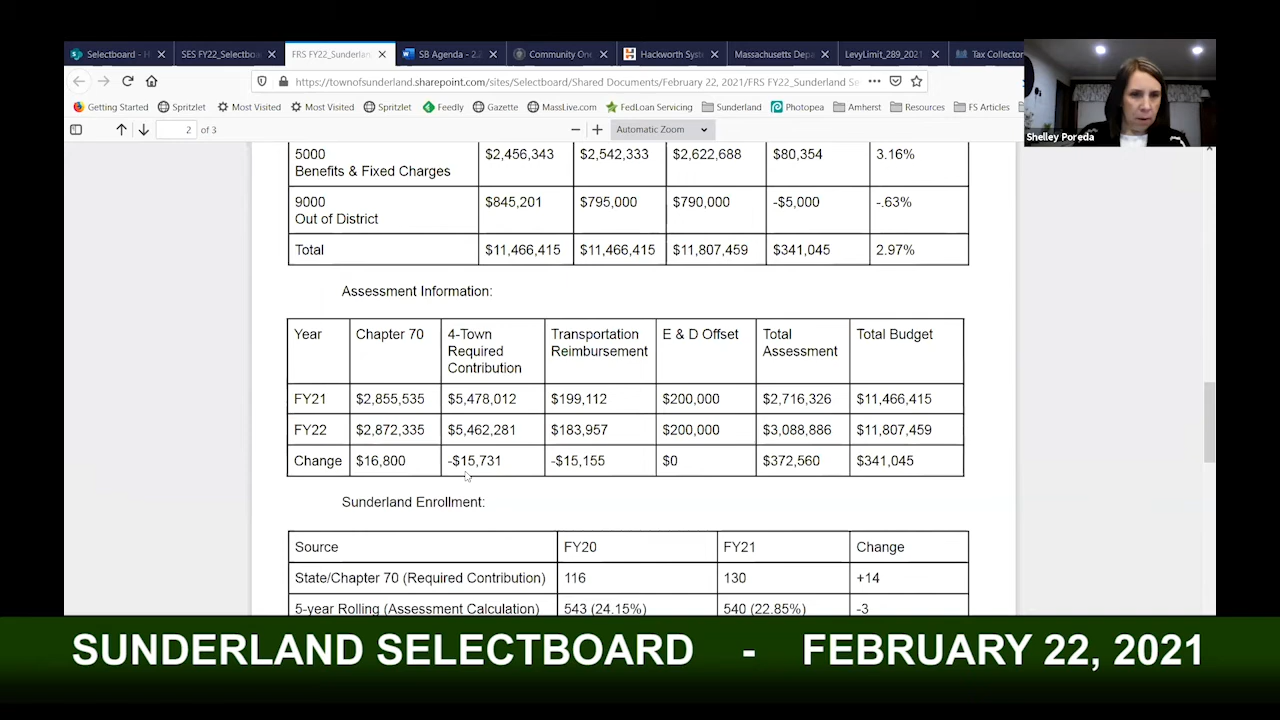 Selectboard - H
SES FY22_Selectbo
FRS FY22_Sunderlan
SB Agenda - 2.
Community One
Hackworth Syst
Massachusetts Depa
LevyLimit_289_2021
Tax Collector
https://townofsunderland.sharepoint.com/sites/Selectboard/Shared Documents/February 22, 2021/FRS FY22_Sunderland Se
Getting Started Spritzlet Most Visited Most Visited Spritzlet Feedly Gazette MassLive.com FedLoan Servicing Sunderland Photopea Amherst Resources FS Articles
2 of 3 Automatic Zoom
Shelley Poreda
5000 $2,456,343 $2,542,333 $2,622,688 $80,354 3.16%
Benefits & Fixed Charges
9000 $845,201 $795,000 $790,000 -$5,000 -.63%
Out of District
Total $11,466,415 $11,466,415 $11,807,459 $341,045 2.97%
Assessment Information:
Year Chapter 70 4-Town Transportation E & D Offset Total Total Budget
Required Reimbursement Assessment
Contribution
FY21 $2,855,535 $5,478,012 $199,112 $200,000 $2,716,326 $11,466,415
FY22 $2,872,335 $5,462,281 $183,957 $200,000 $3,088,886 $11,807,459
Change $16,800 -$15,731 -$15,155 $0 $372,560 $341,045
Sunderland Enrollment:
Source FY20 FY21 Change
State/Chapter 70 (Required Contribution) 116 130 +14
5-year Rolling (Assessment Calculation) 543 (24.15%) 540 (22.85%) -3
SUNDERLAND SELECTBOARD - FEBRUARY 22, 2021